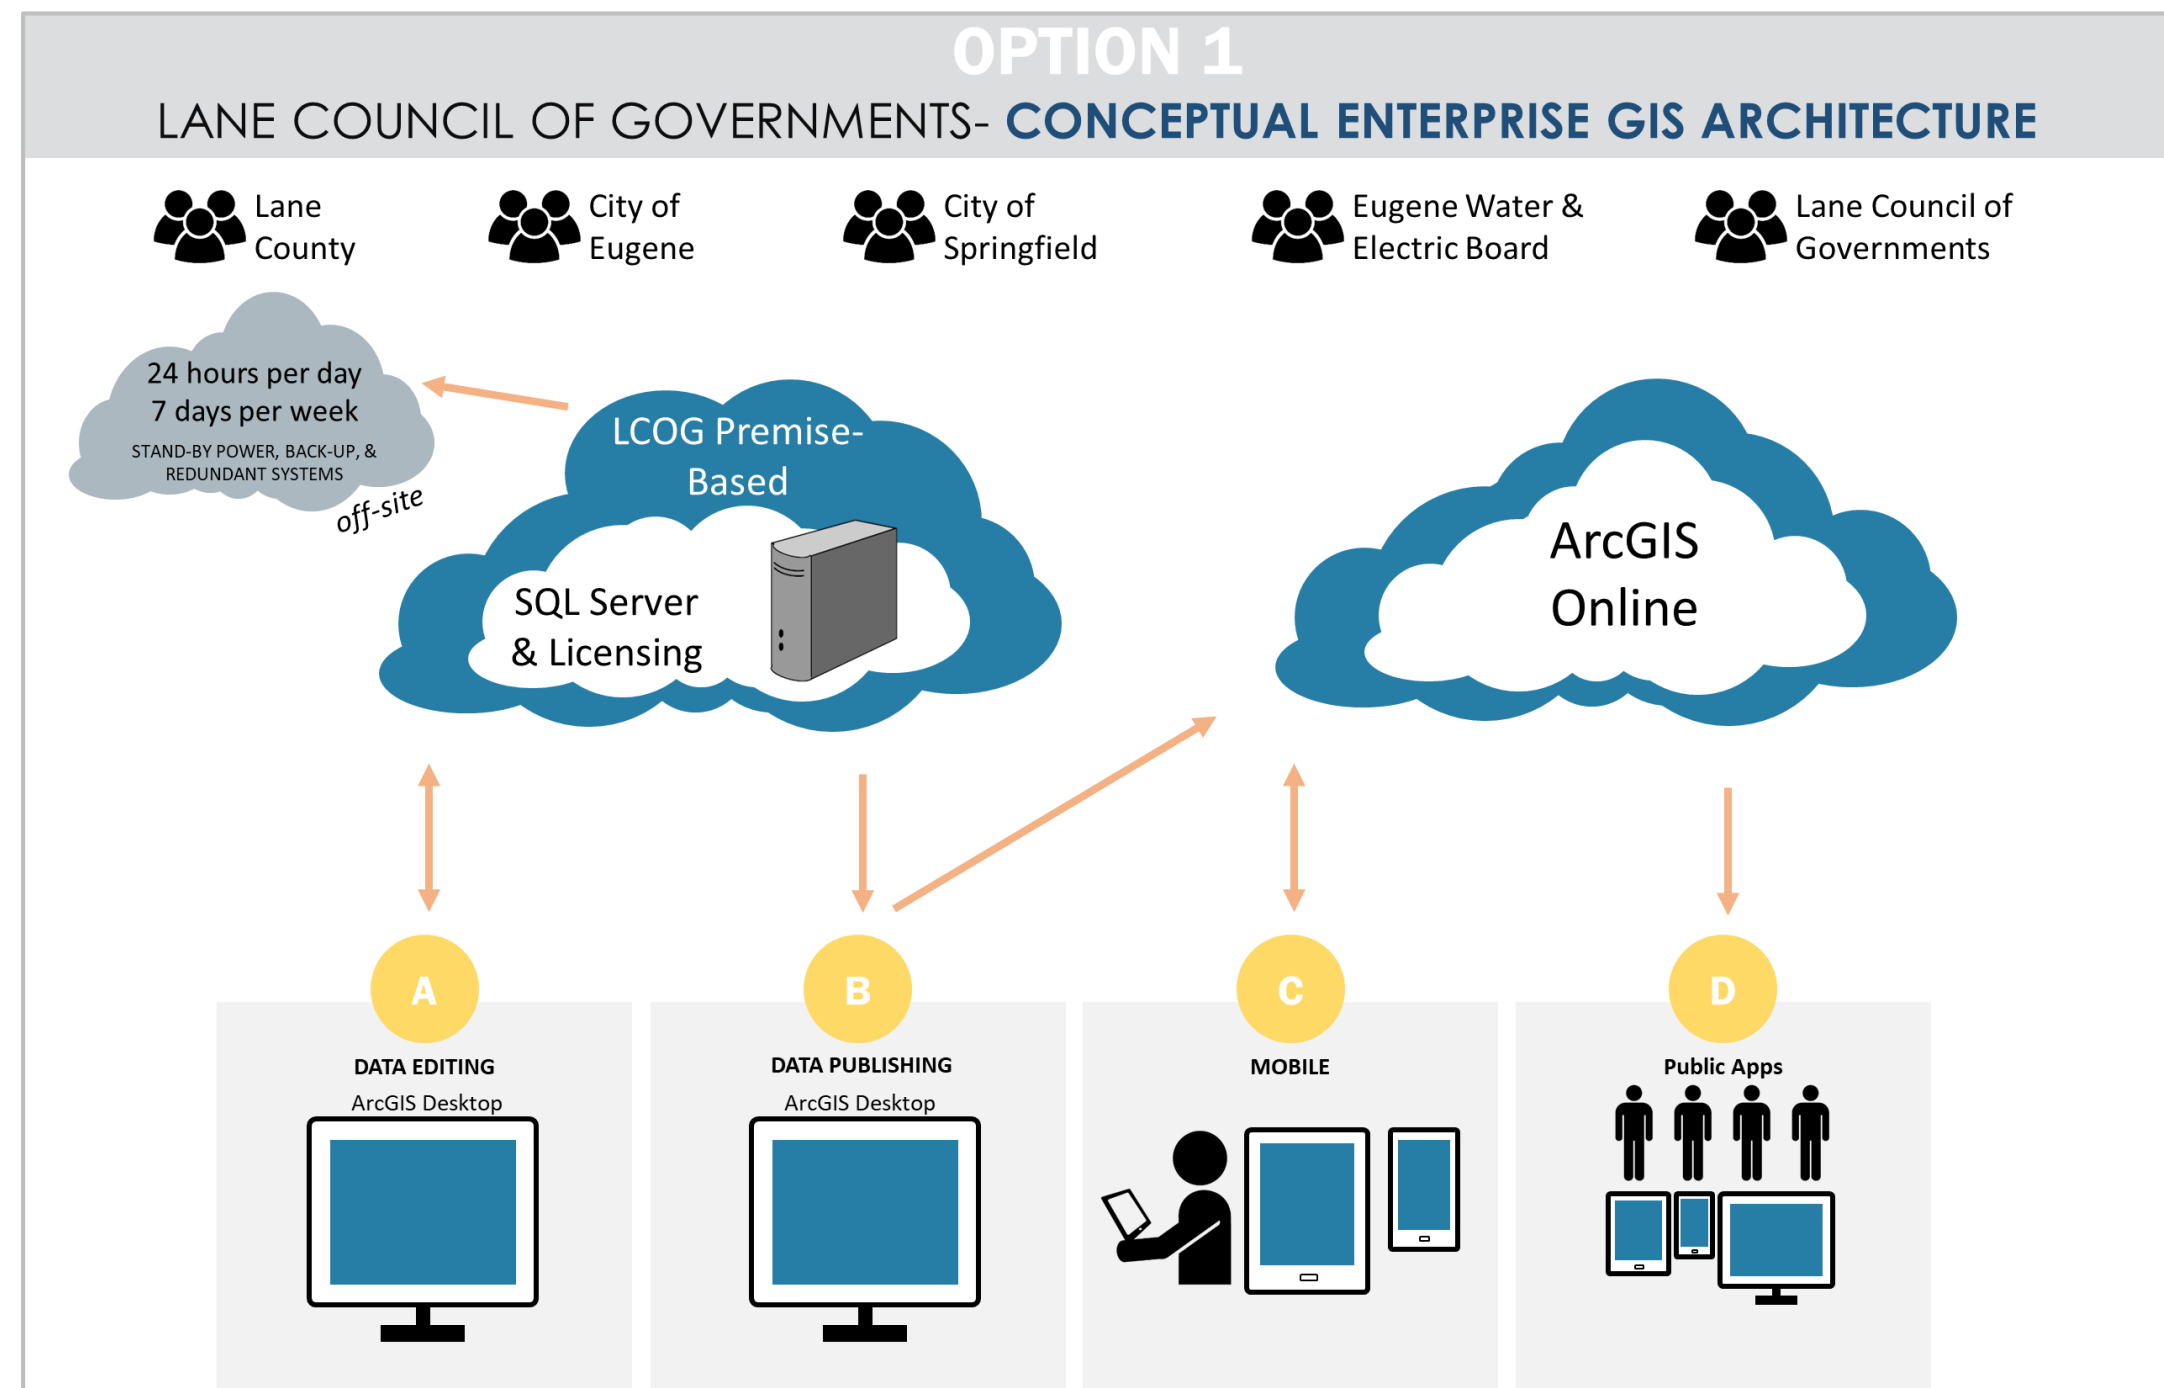 OPTION 1
LANE COUNCIL OF GOVERNMENTS- CONCEPTUAL ENTERPRISE GIS ARCHITECTURE
Lane
County
City of
Eugene
City of
Springfield
Eugene Water &
Electric Board
Lane Council of
Governments
24 hours per day
7 days per week
STAND-BY POWER, BACK-UP, &
REDUNDANT SYSTEMS
off-site
LCOG Premise-
Based
SQL Server
& Licensing
ArcGIS
Online
A
DATA EDITING
ArcGIS Desktop
B
DATA PUBLISHING
ArcGIS Desktop
C
MOBILE
D
Public Apps